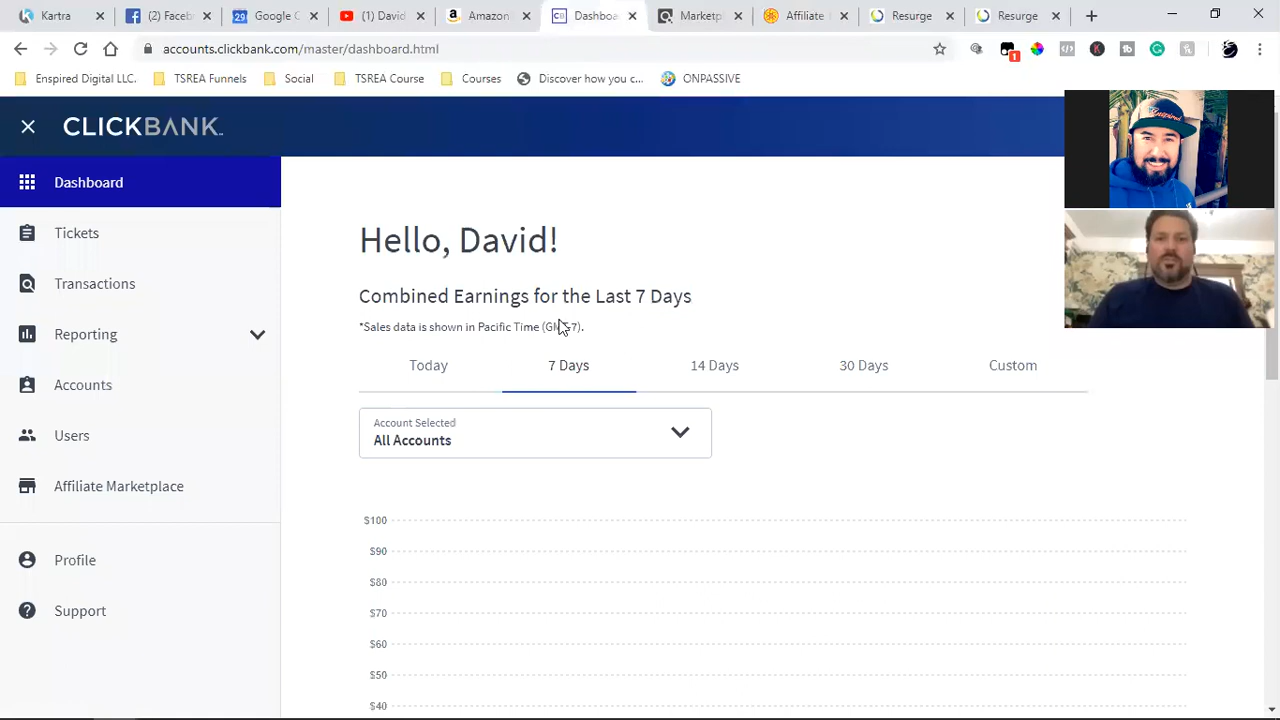 Kartra
(2) Faceb
Google C
(1) David
Amazon
Dashboa
Market
Affiliate
Resurge
Resurge
accounts.clickbank.com/master/dashboard.html
1
Enspired Digital LLC.
TSREA Funnels
Social
TSREA Course
Courses
Discover how you c...
ONPASSIVE
CLICKBANK
Dashboard
Tickets
Transactions
Reporting
Accounts
Users
Affiliate Marketplace
Profile
Support
Hello, David!
Combined Earnings for the Last 7 Days
*Sales data is shown in Pacific Time
Today
7 Days
14 Days
30 Days
Custom
Account Selected
All Accounts
$100
$90
$80
$70
$60
$50
$40